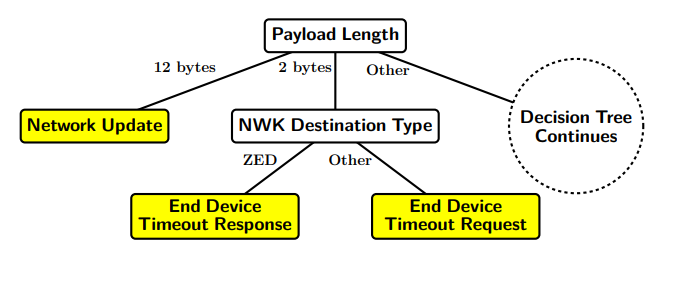 Payload Length
12 bytes
2 bytes
Other
Network Update
NWK Destination Type
Decision Tree
Continues
ZED
Other
End Device
Timeout Response
End Device
Timeout Request